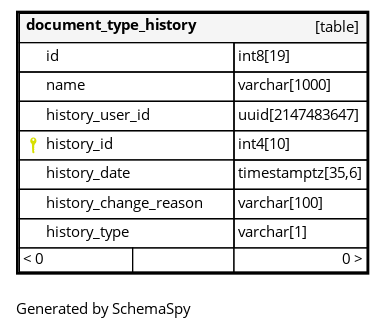 document_type_history [table]
id int8[19]
name varchar[1000]
history_user_id uuid[2147483647]
history_id int4[10]
history_date timestamptz[35,6]
history_change_reason varchar[100]
history_type varchar[1]
< 0 0 >
Generated by SchemaSpy